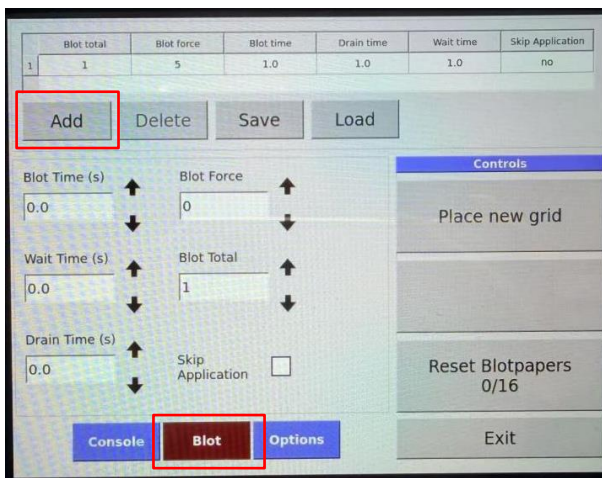 Blot total Blot force Blot time Drain time Wait time Skip Application
1 1 5 1.0 1.0 1.0 no
Add Delete Save Load
Controls
Blot Time (s) Blot Force
0.0 0
Place new grid
Wait Time (s) Blot Total
0.0 1
Drain Time (s)
0.0
Skip
Application
Reset Blotpapers
0/16
Console Blot Options
Exit